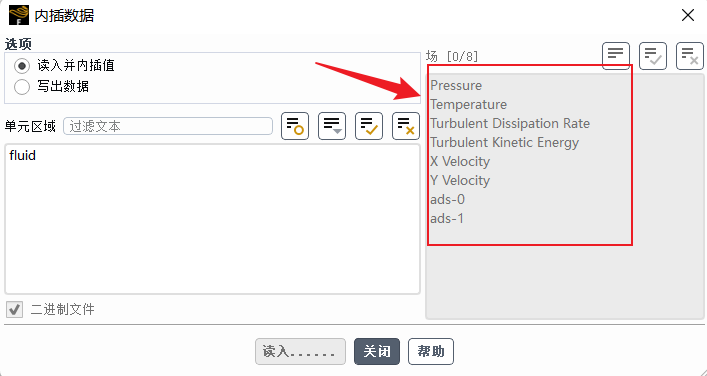 内插数据
选项
读入并内插值
写出数据
单元区域 过滤文本
fluid
二进制文件
场 [0/8]
Pressure
Temperature
Turbulent Dissipation Rate
Turbulent Kinetic Energy
X Velocity
Y Velocity
ads-0
ads-1
读入...... 关闭 帮助